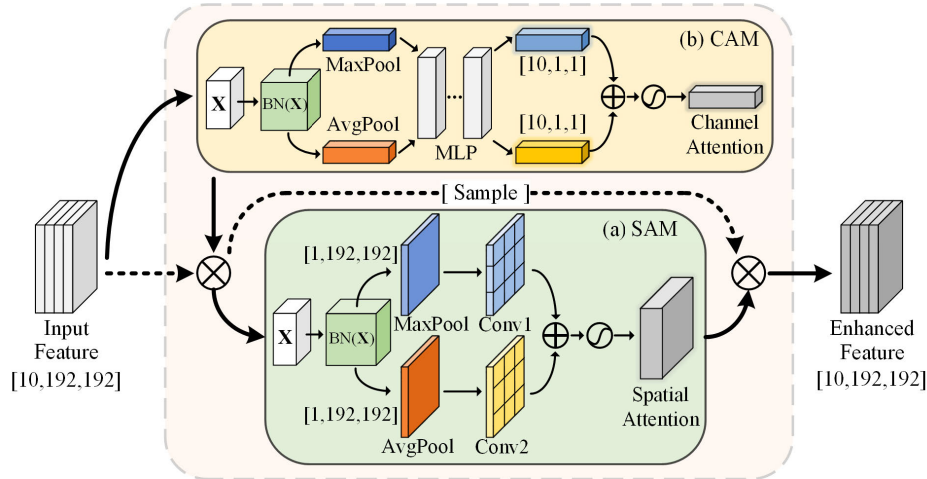 (b) CAM
MaxPool
[10,1,1]
X
BN(X)
AvgPool
MLP
[10,1,1]
Channel
Attention
[ Sample ]
(a) SAM
[1,192,192]
X
BN(X)
MaxPool
Conv1
[1,192,192]
AvgPool
Conv2
Spatial
Attention
Input
Feature
[10,192,192]
Enhanced
Feature
[10,192,192]